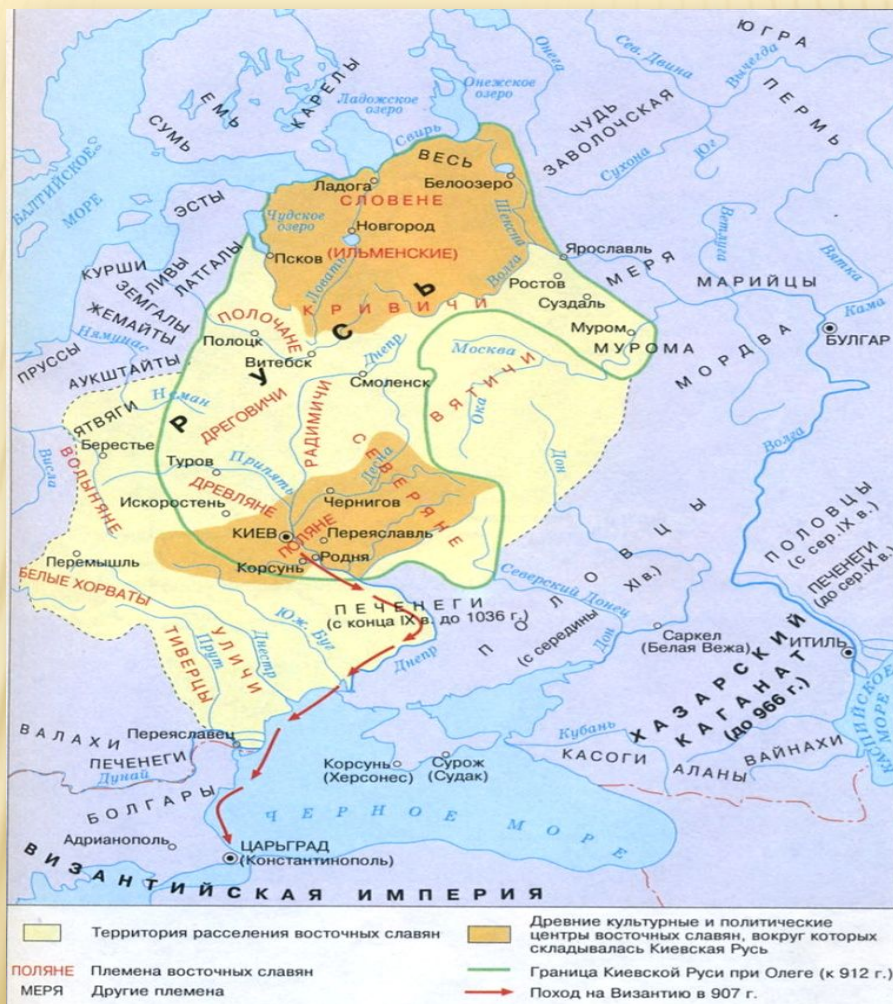 ЮГРА
Вычегда
Сев. Двина
Онега
ПЕРМЬ
КАРЕЛЫ
ЕМЬ
СУМЬ
Ладожское
озеро
Онежское
озеро
Свирь
ЧУДЬ
ЗАВОЛОЧСКАЯ
Сухона
Юг
БАЛТИЙСКОЕ
МОРЕ
ВЕСЬ
Ладога
Белоозеро
СЛОВЕНЕ
ЭСТЫ
Чудское
озеро
Новгород
(ИЛЬМЕНСКИЕ)
Шексна
Псков
Ловать
Волга
Ярославль
Ветлуга
Вятка
КУРШИ
ЛИВЫ
ЛАТГАЛЫ
ЗЕМГАЛЫ
ЖЕМАЙТЫ
Нямунас
ПРУССЫ
АУКШТАЙТЫ
Ростов
МЕРЯ
Суздаль
МАРИЙЦЫ
Кама
КРИВИЧИ
Муром
МУРОМА
МОРДВА
БУЛГАР
ПОЛОЧАНЕ
Полоцк
Витебск
РУСЬ
Днепр
Смоленск
Москва
ВЯТИЧИ
Ока
ЯТВЯГИ
Неман
ДРЕГОВИЧИ
РАДИМИЧИ
СЕВЕРЯНЕ
Десна
Дон
Волга
Берестье
Висла
ВОЛЫНЯНЕ
Туров
Припять
ДРЕВЛЯНЕ
Искоростень
Чернигов
КИЕВ
ПОЛЯНЕ
Переяславль
Родня
Корсунь
Перемышль
БЕЛЫЕ ХОРВАТЫ
Северский Донец
ПОЛОВЦЫ
(с середины XI в.)
ПОЛОВЦЫ
(с сер. IX в.)
ПЕЧЕНЕГИ
(до сер. IX в.)
ПЕЧЕНЕГИ
(с конца IX в. до 1036 г.)
Юж. Буг
УЛИЧИ
Днестр
Прут
ТИВЕРЦЫ
Днепр
Дон
Саркел
(Белая Вежа)
ИТИЛЬ
ХАЗАРСКИЙ
КАГАНАТ
(до 966 г.)
КАСПИЙСКОЕ
МОРЕ
ВАЛАХИ
Переяславец
ПЕЧЕНЕГИ
Дунай
БОЛГАРЫ
Корсунь
(Херсонес)
Сурож
(Судак)
Кубань
КАСОГИ
АЛАНЫ
ВАЙНАХИ
ЧЕРНОЕ МОРЕ
Адрианополь
ЦАРЬГРАД
(Константинополь)
ВИЗАНТИЙСКАЯ ИМПЕРИЯ
Территория расселения восточных славян
Древние культурные и политические
центры восточных славян, вокруг которых
складывалась Киевская Русь
ПОЛЯНЕ Племена восточных славян
Граница Киевской Руси при Олеге (к 912 г.)
МЕРЯ Другие племена
Поход на Византию в 907 г.